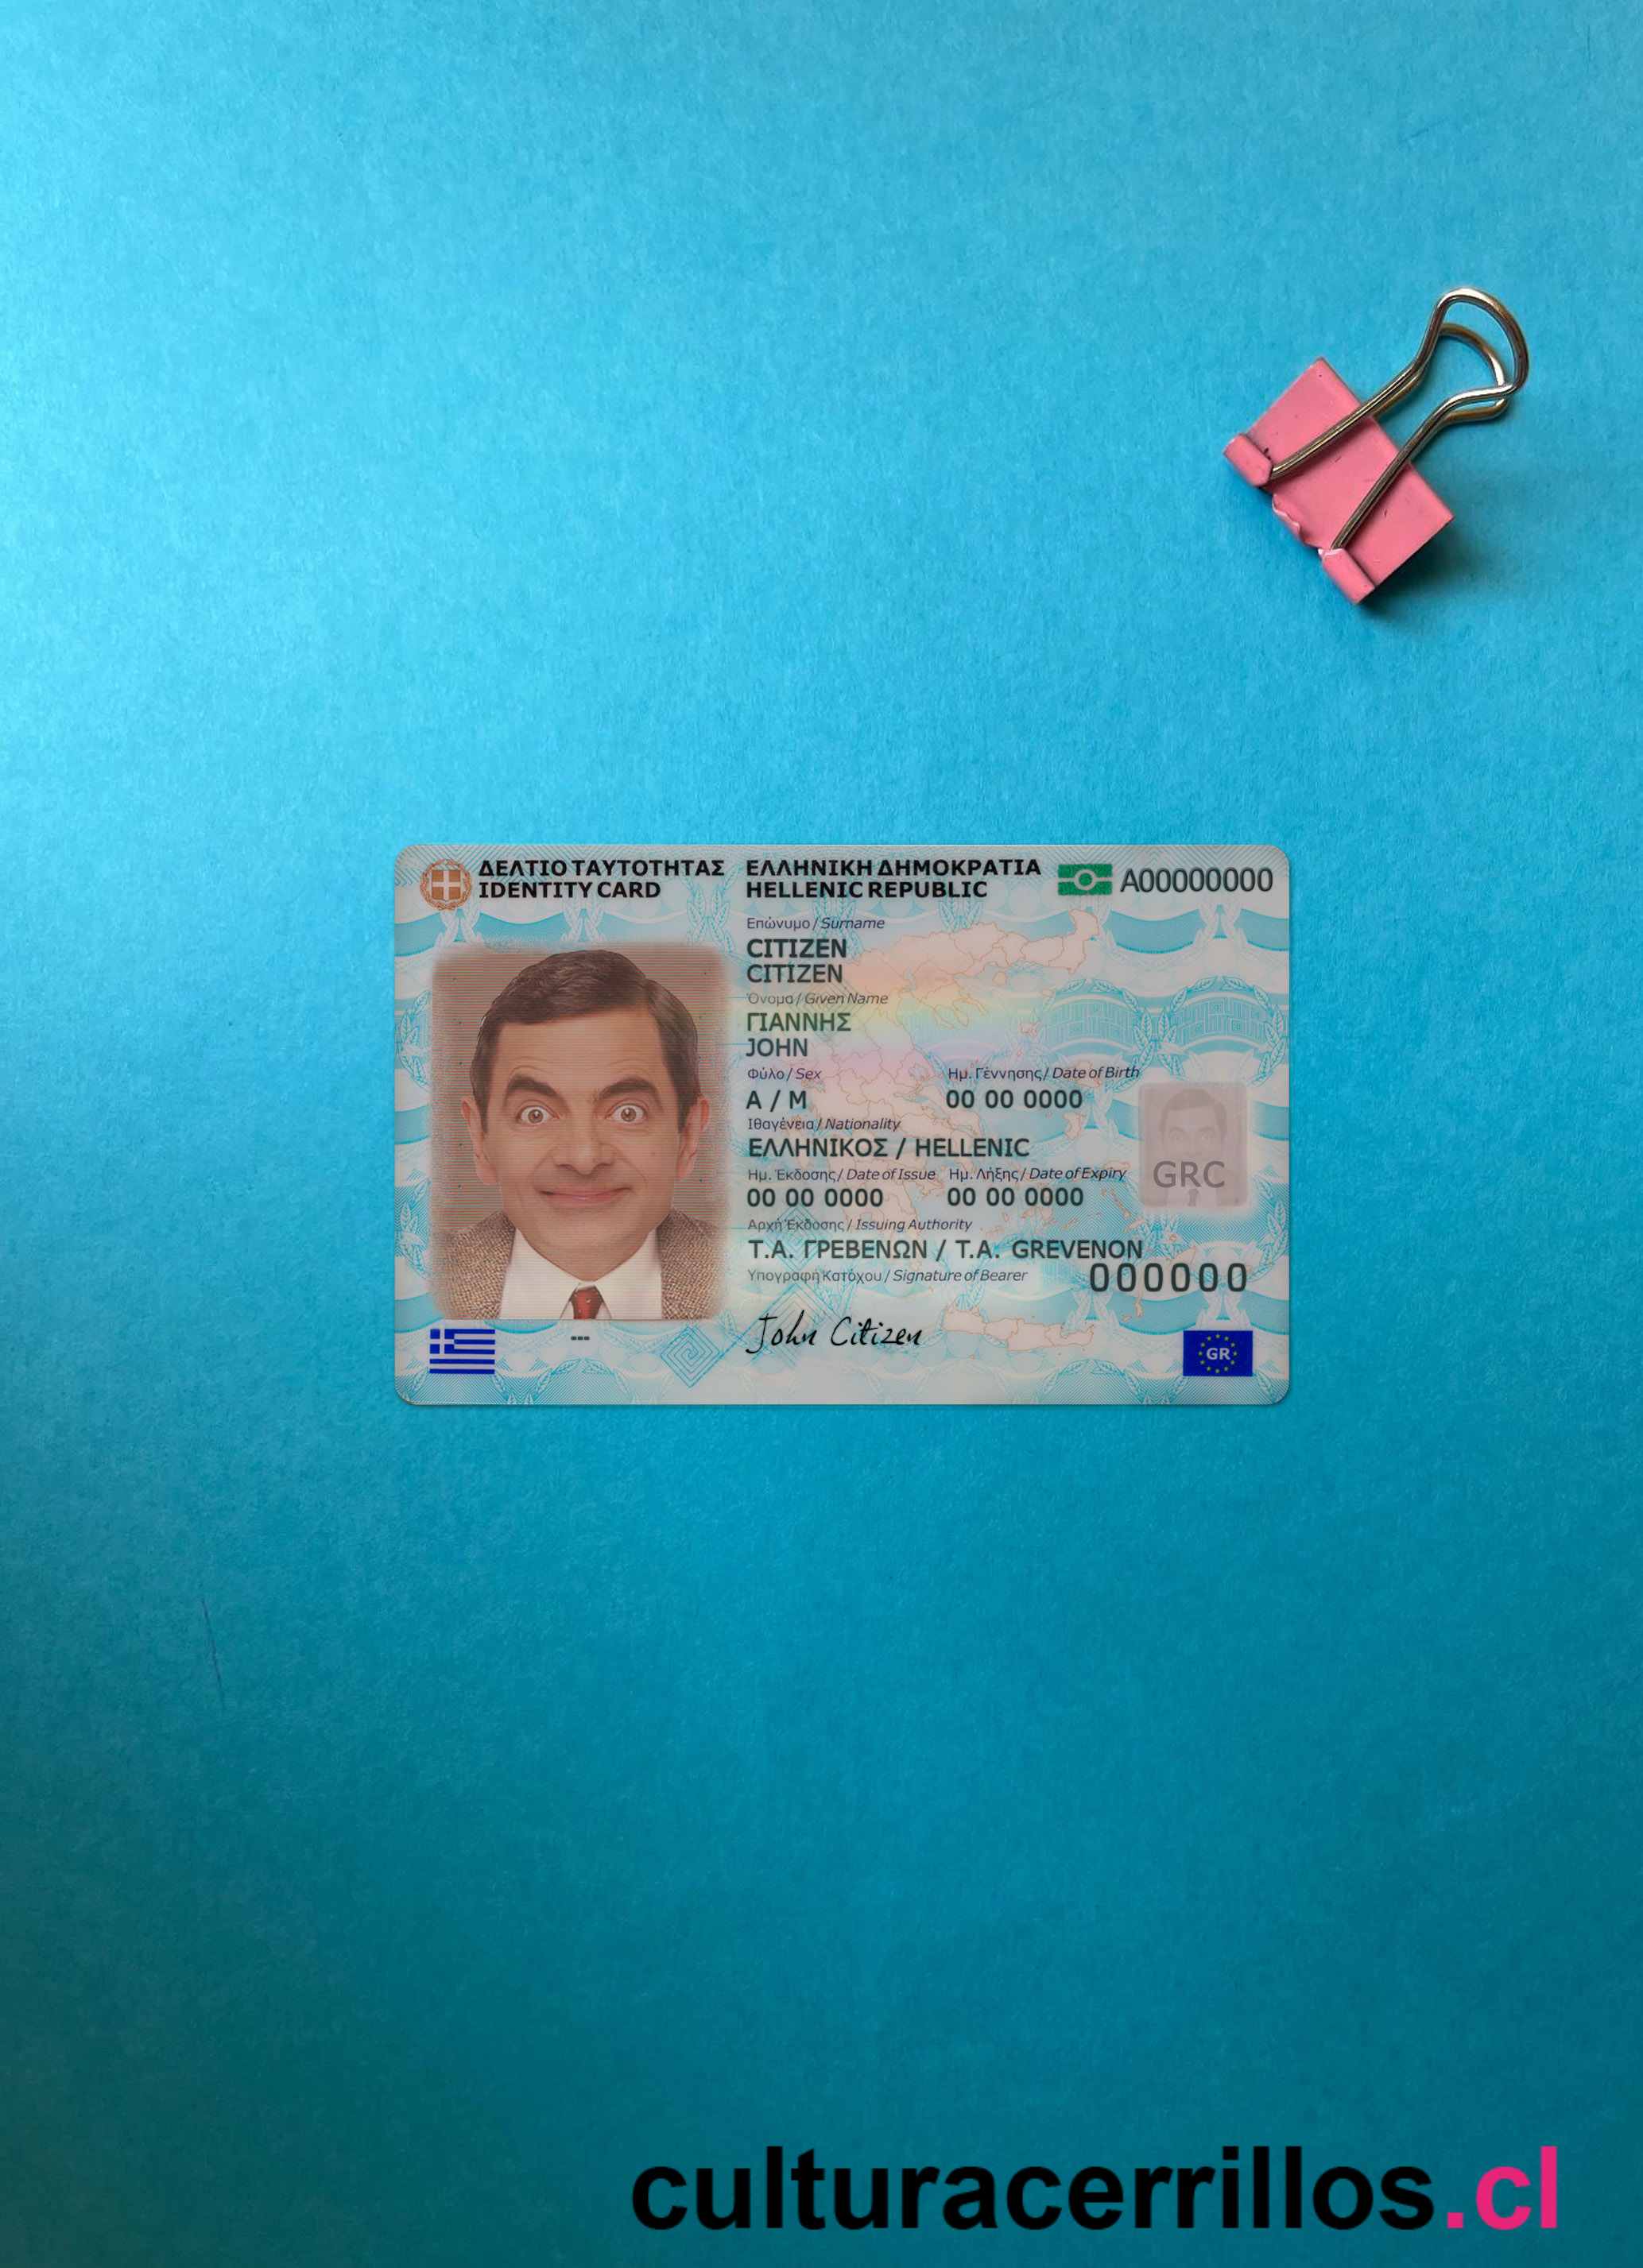 ΔΕΛΤΙΟ ΤΑΥΤΟΤΗΤΑΣ
IDENTITY CARD
ΕΛΛΗΝΙΚΗ ΔΗΜΟΚΡΑΤΙΑ
HELLENIC REPUBLIC
A00000000
Επώνυμο / Surname
CITIZEN
CITIZEN
Όνομα / Given Name
ΓΙΑΝΝΗΣ
JOHN
Φύλο / Sex Ημ. Γέννησης / Date of Birth
A / M 00 00 0000
Ιθαγένεια / Nationality
ΕΛΛΗΝΙΚΟΣ / HELLENIC
Ημ. Έκδοσης / Date of Issue Ημ. Λήξης / Date of Expiry
00 00 0000 00 00 0000
GRC
Αρχή Έκδοσης / Issuing Authority
Τ.Α. ΓΡΕΒΕΝΩΝ / T.A. GREVENON
Υπογραφή Κατόχου / Signature of Bearer
000000
John Citizen
---
GR
culturacerrillos.cl